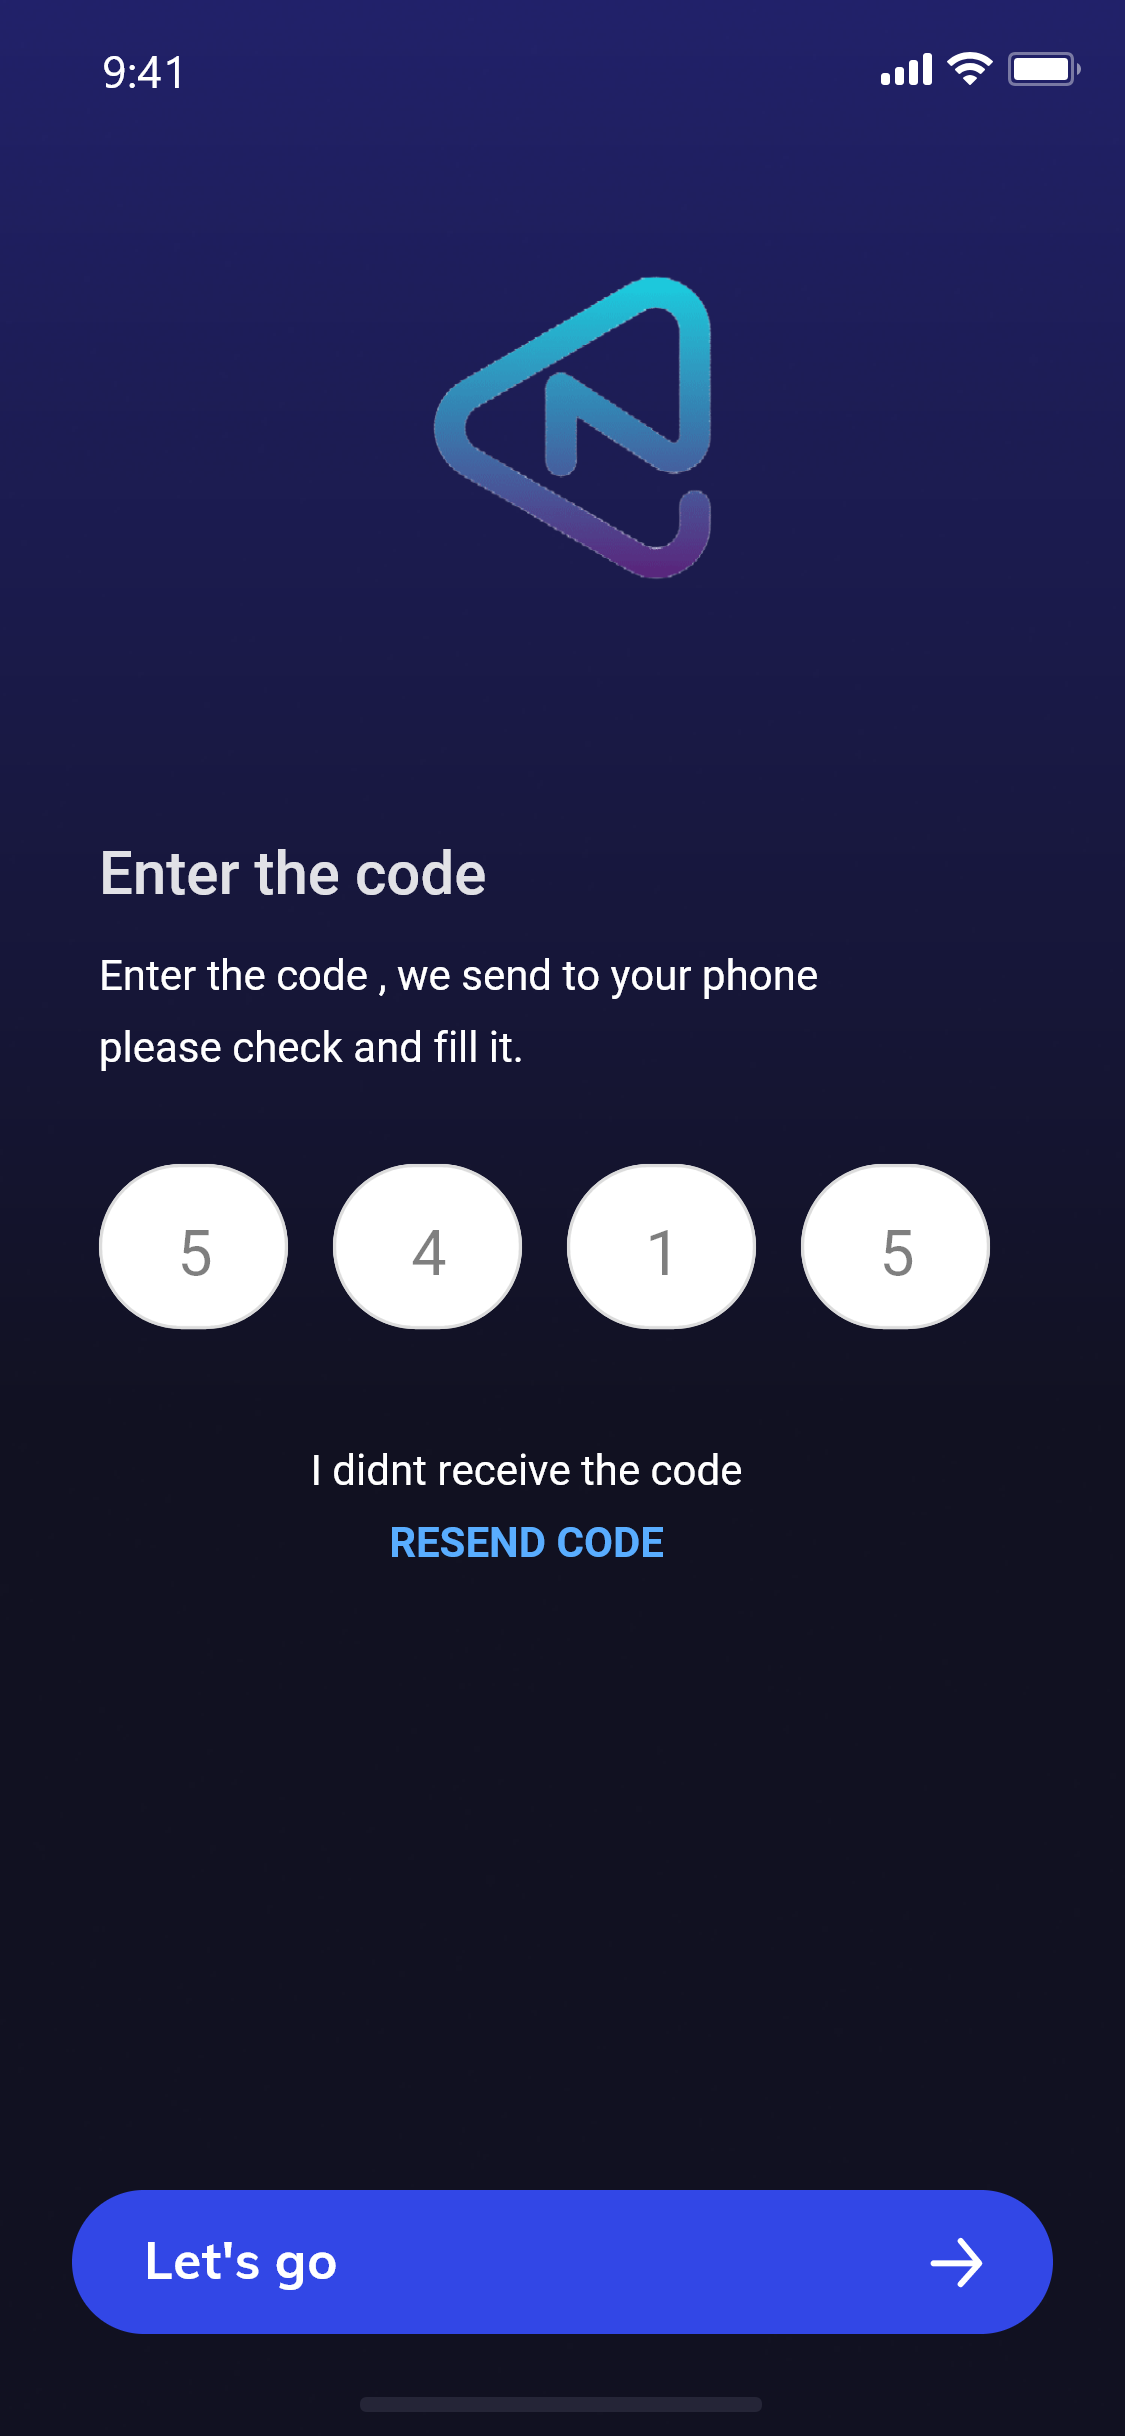 9:41
Enter the code
Enter the code , we send to your phone
please check and fill it.
5 4 1 5
I didnt receive the code
RESEND CODE
Let's go